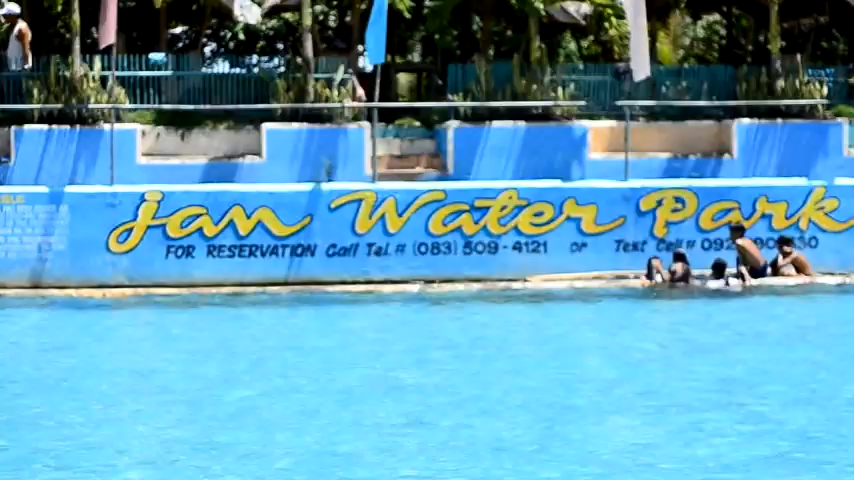 jan Water Park
FOR RESERVATION Call Tel. # (083) 509 - 4121 or Text Cell #